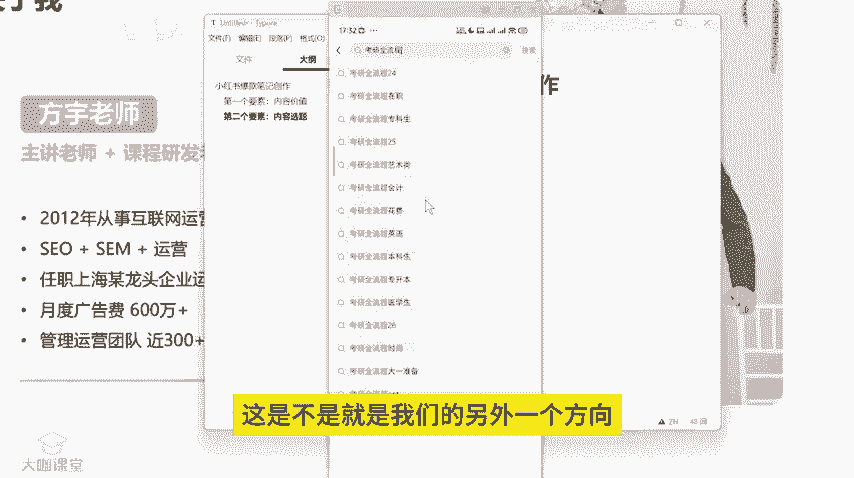 于我
方宇老师
主讲老师 + 课程研发
• 2012年从事互联网运营
• SEO + SEM + 运营
• 任职上海某龙头企业运
• 月度广告费 600万+
• 管理运营团队 近300+
Untitled - Typora
文件(F) 编辑(E) 段落(P) 格式(O)
文件 大纲
小红书爆款笔记创作
第一个要素：内容价值
第二个要素：内容选题
作
17:32
考研全流程
搜索
考研全流程24
考研全流程在职
考研全流程专科生
考研全流程25
考研全流程艺术类
考研全流程会计
考研全流程花费
考研全流程英语
考研全流程本科生
考研全流程专升本
考研全流程医学生
考研全流程26
考研全流程时间
考研全流程大一准备
这是不是就是我们的另外一个方向
ZH 43 词
大咖课堂